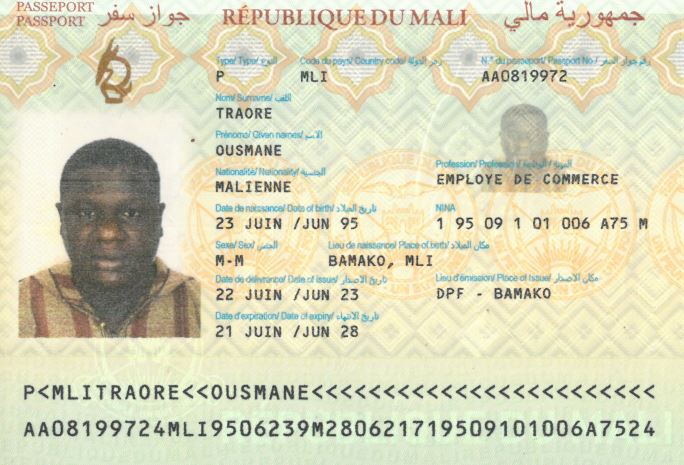 PASSEPORT
PASSPORT
جواز سفر
RÉPUBLIQUE DU MALI
جمهورية مالي
Type/ Type/ النوع
Code du pays/ Country code/ رمز الدولة
N.° du passeport/ Passport No./ رقم جواز السفر
P MLI AA0819972
Nom/ Surname/ اللقب
TRAORE
Prénoms/ Given names/ الاسم
OUSMANE
Nationalité/ Nationality/ الجنسية
Profession/ Profession/ المهنة
MALIENNE EMPLOYE DE COMMERCE
Date de naissance/ Date of birth/ تاريخ الميلاد
NINA
23 JUIN /JUN 95 1 95 09 1 01 006 A75 M
Sexe/ Sex/ الجنس
Lieu de naissance/ Place of birth/ مكان الميلاد
M-M BAMAKO, MLI
Date de délivrance/ Date of issue/ تاريخ الاصدار
Lieu d'émission/ Place of issue/ مكان الاصدار
22 JUIN /JUN 23 DPF - BAMAKO
Date d'expiration/ Date of expiry/ تاريخ الانتهاء
21 JUIN /JUN 28
P<MLITRAORE<<OUSMANE<<<<<<<<<<<<<<<<<<<<<<<<
AA08199724MLI9506239M280621719509101006A7524